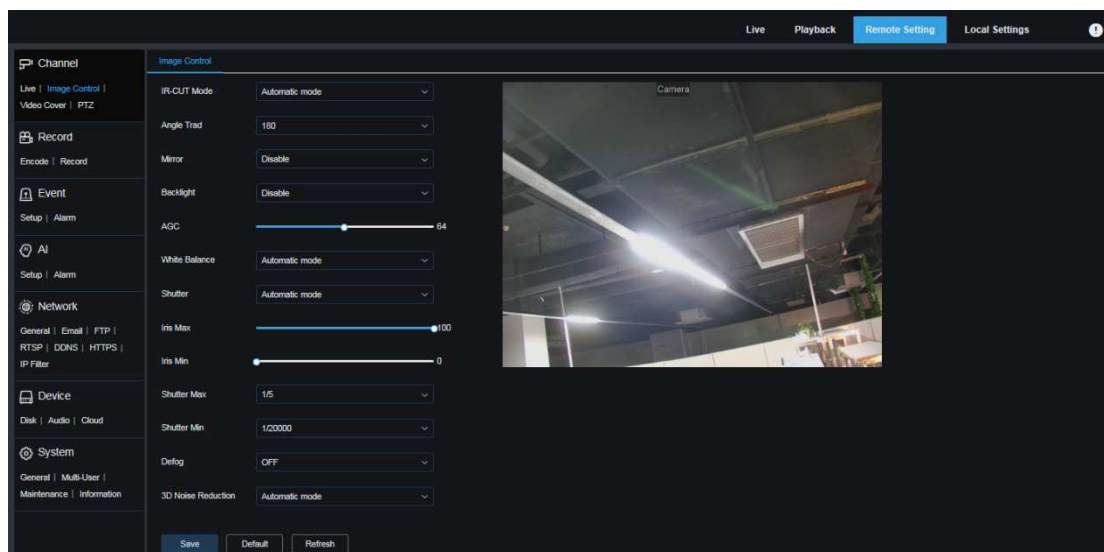 Live Playback Remote Setting Local Settings
Channel
Live | Image Control |
Video Cover | PTZ
Record
Encode | Record
Event
Setup | Alarm
AI
Setup | Alarm
Network
General | Email | FTP |
RTSP | DDNS | HTTPS |
IP Filter
Device
Disk | Audio | Cloud
System
General | Multi-User |
Maintenance | Information
Image Control
IR-CUT Mode Automatic mode
Angle Trad 180
Mirror Disable
Backlight Disable
AGC 64
White Balance Automatic mode
Shutter Automatic mode
Iris Max 100
Iris Min 0
Shutter Max 1/5
Shutter Min 1/20000
Defog OFF
3D Noise Reduction Automatic mode
Save Default Refresh
Camera